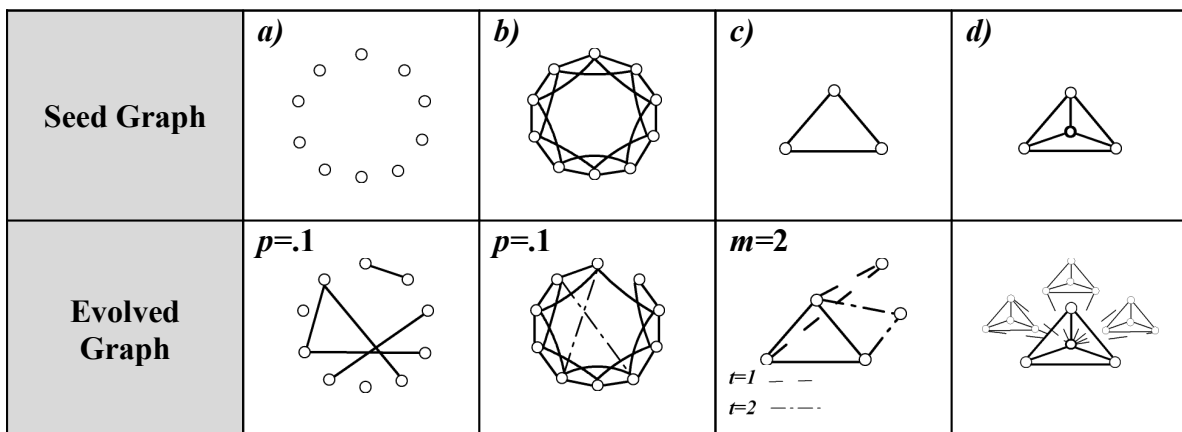 Seed Graph
a)
b)
c)
d)
Evolved
Graph
p=.1
p=.1
m=2
t=1
t=2